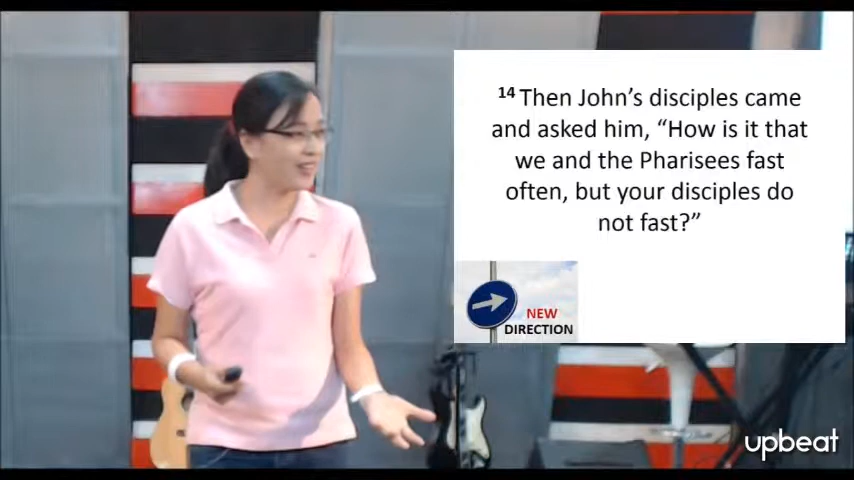 14 Then John’s disciples came
and asked him, “How is it that
we and the Pharisees fast
often, but your disciples do
not fast?”
NEW
DIRECTION
upbeat